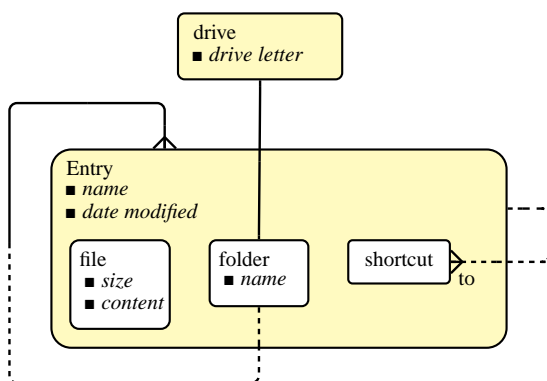 drive
■ drive letter
Entry
■ name
■ date modified
file
■ size
■ content
folder
■ name
shortcut
to